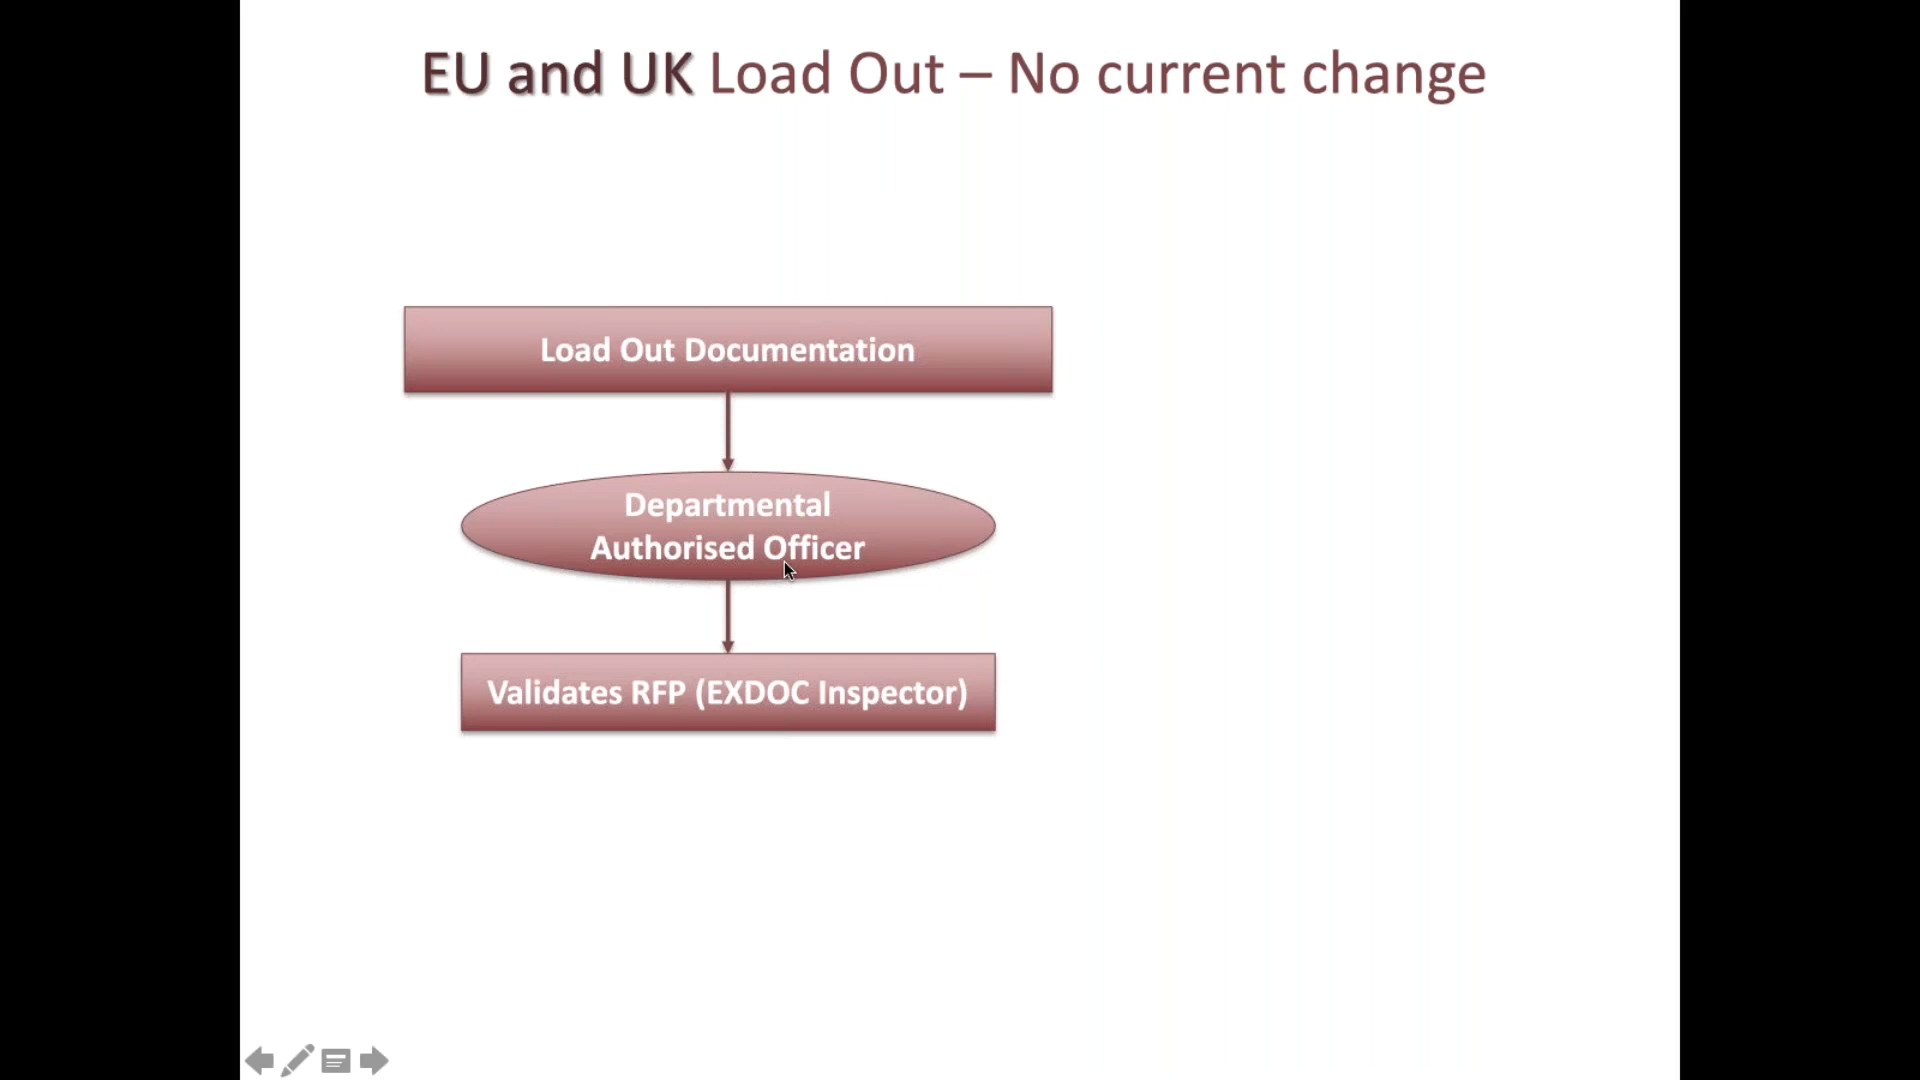 EU and UK Load Out – No current change
Load Out Documentation
Departmental
Authorised Officer
Validates RFP (EXDOC Inspector)